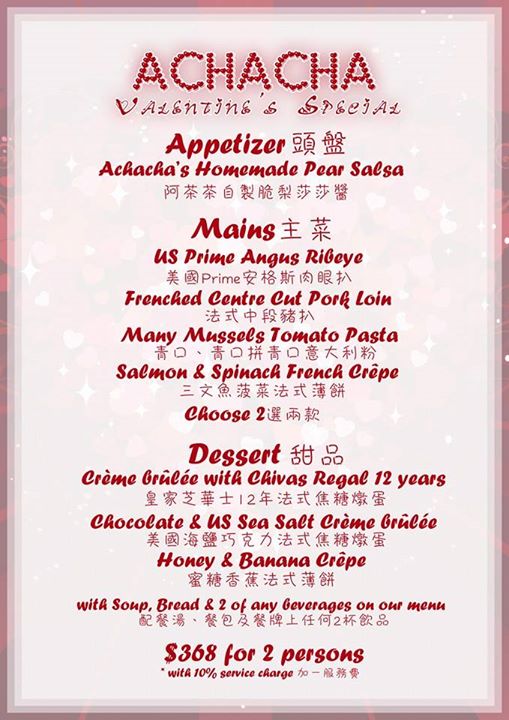 ACHACHA
Valentine's Special
Appetizer 頭盤
Achacha's Homemade Pear Salsa
阿茶茶自製脆梨莎莎醬
Mains 主菜
US Prime Angus Ribeye
美國Prime安格斯肉眼扒
Frenched Centre Cut Pork Loin
法式中段豬扒
Many Mussels Tomato Pasta
青口、青口拼青口意大利粉
Salmon & Spinach French Crêpe
三文魚菠菜法式薄餅
Choose 2選兩款
Dessert 甜品
Crème brûlée with Chivas Regal 12 years
皇家芝華士12年法式焦糖燉蛋
Chocolate & US Sea Salt Crème brûlée
美國海鹽巧克力法式焦糖燉蛋
Honey & Banana Crêpe
蜜糖香蕉法式薄餅
with Soup, Bread & 2 of any beverages on our menu
配餐湯、餐包及餐牌上任何2杯飲品
$368 for 2 persons
* with 10% service charge 加一服務費